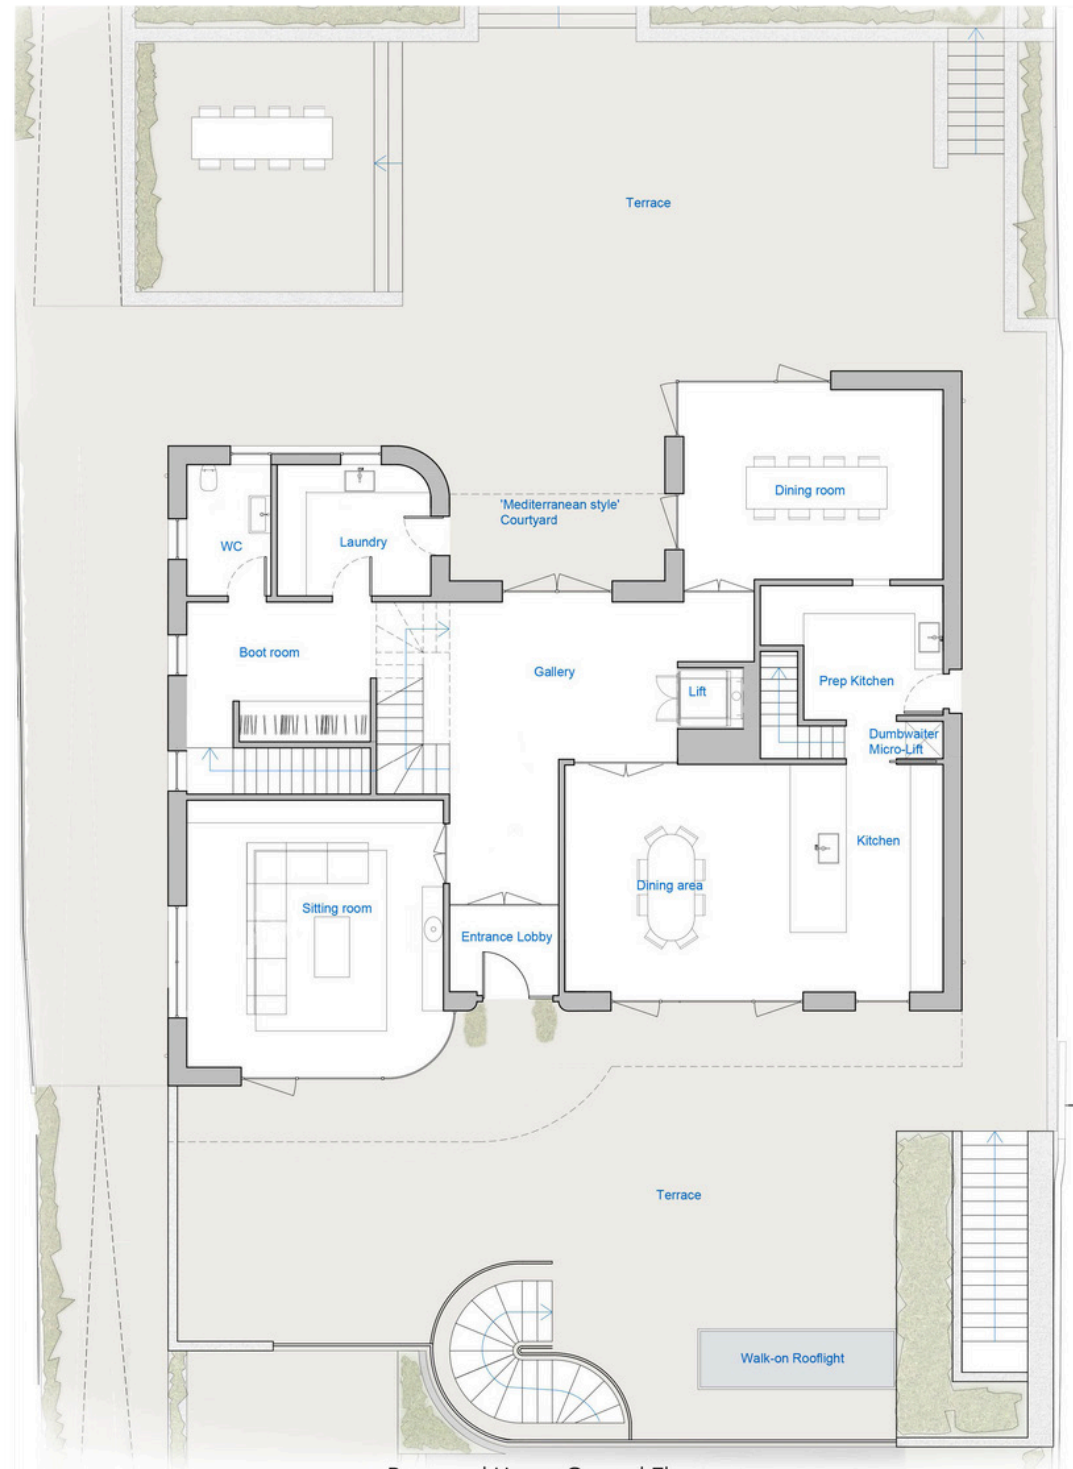 Terrace
'Mediterranean style'
Courtyard
Dining room
WC
Laundry
Boot room
Gallery
Lift
Prep Kitchen
Dumbwaiter
Micro-Lift
Kitchen
Dining area
Sitting room
Entrance Lobby
Terrace
Walk-on Rooflight